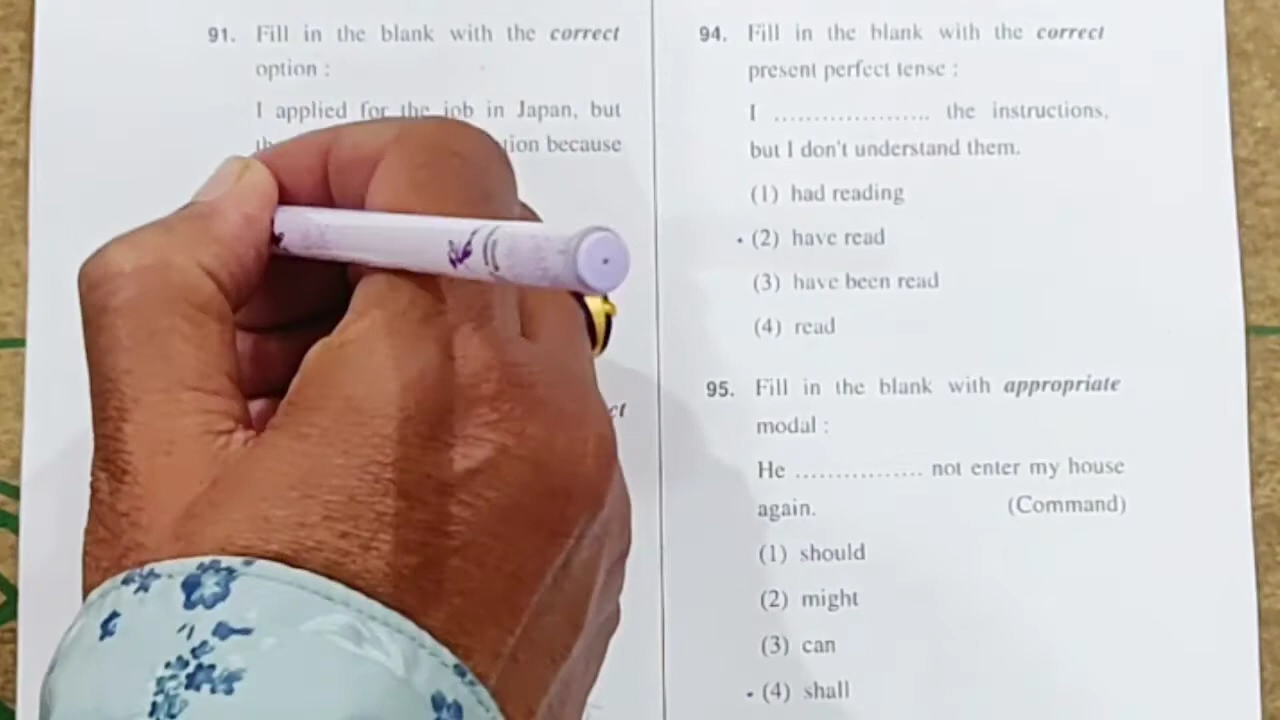 91. Fill in the blank with the correct
option :
I applied for the job in Japan, but
because
94. Fill in the blank with the correct
present perfect tense :
I .................... the instructions,
but I don't understand them.
(1) had reading
(2) have read
(3) have been read
(4) read
95. Fill in the blank with appropriate
modal :
He ................ not enter my house
again. (Command)
(1) should
(2) might
(3) can
(4) shall